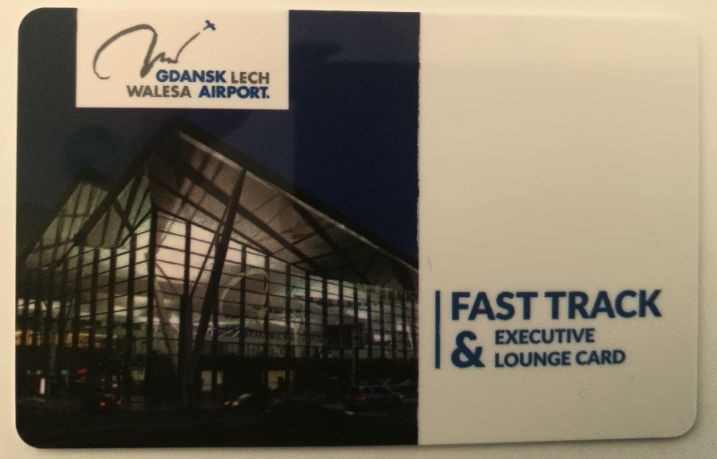 GDANSK LECH
WALESA AIRPORT.
FAST TRACK
& EXECUTIVE
LOUNGE CARD